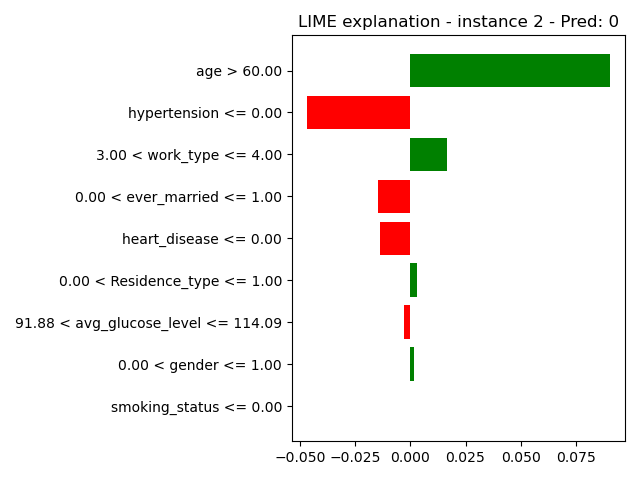 LIME explanation - instance 2 - Pred: 0
age > 60.00
hypertension <= 0.00
3.00 < work_type <= 4.00
0.00 < ever_married <= 1.00
heart_disease <= 0.00
0.00 < Residence_type <= 1.00
91.88 < avg_glucose_level <= 114.09
0.00 < gender <= 1.00
smoking_status <= 0.00
−0.050 −0.025 0.000 0.025 0.050 0.075